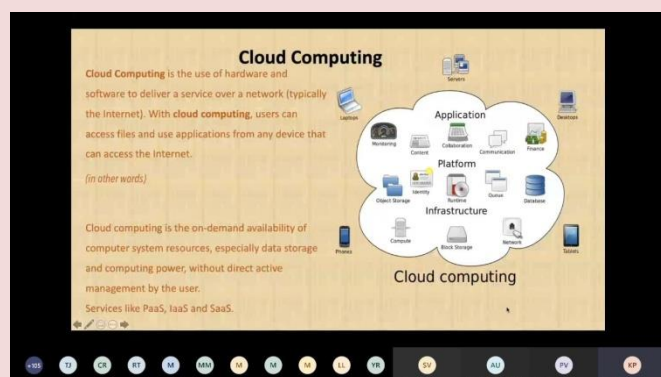 Cloud Computing
Cloud Computing is the use of hardware and
software to deliver a service over a network (typically
the Internet). With cloud computing, users can
access files and use applications from any device that
can access the Internet.
(in other words)
Cloud computing is the on-demand availability of
computer system resources, especially data storage
and computing power, without direct active
management by the user.
Services like PaaS, IaaS and SaaS.
Servers
Laptops
Desktops
Application
Monitoring
Content
Collaboration
Communication
Finance
Platform
Object Storage
Identity
Runtime
Queue
Database
Infrastructure
Compute
Block Storage
Network
Phones
Tablets
Cloud computing
+105 TJ CR RT M MM M M M LL YR SV AU PV KP